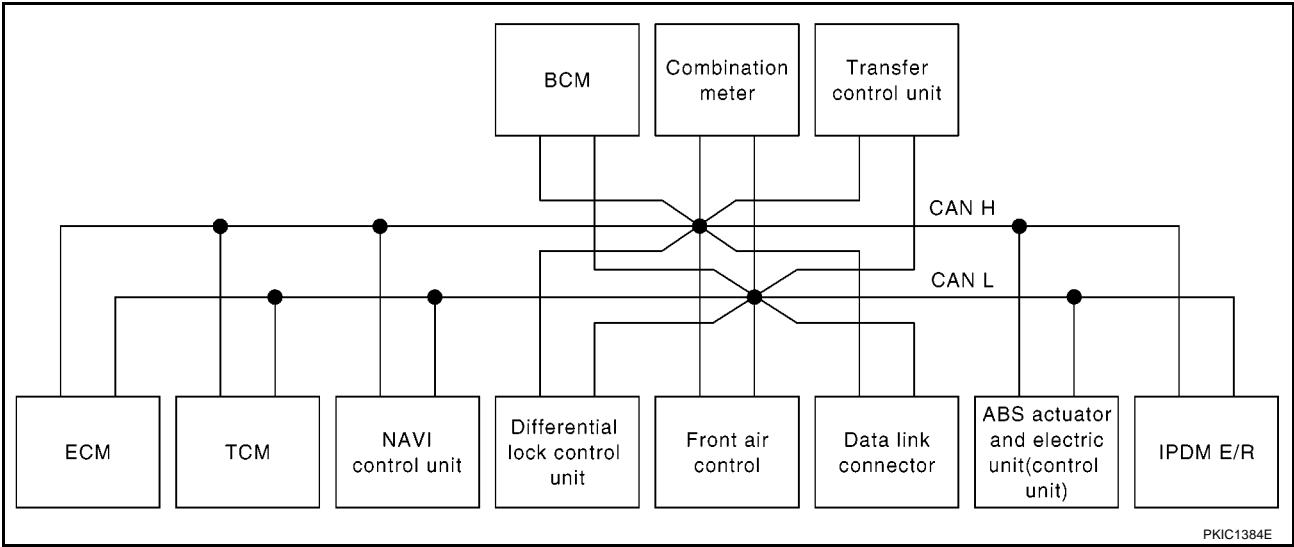 BCM
Combination
meter
Transfer
control unit
CAN H
CAN L
ECM
TCM
NAVI
control unit
Differential
lock control
unit
Front air
control
Data link
connector
ABS actuator
and electric
unit(control
unit)
IPDM E/R
PKIC1384E